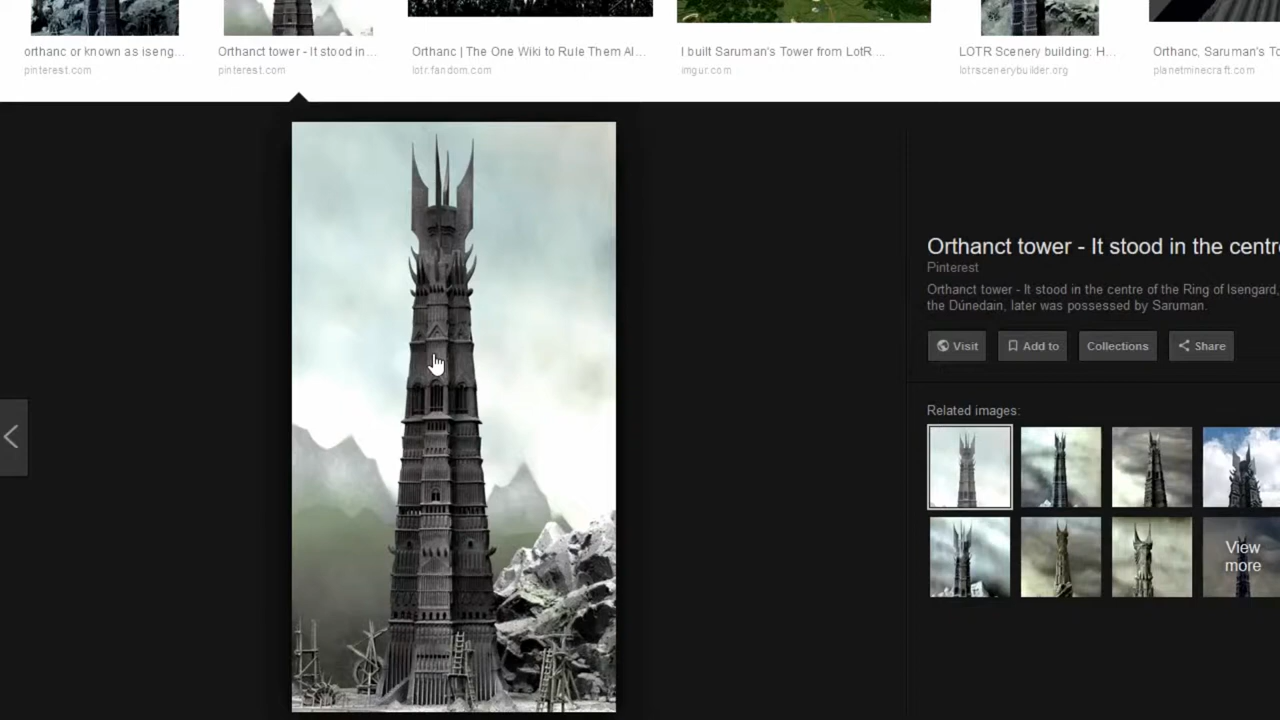 orthanc or known as iseng...
Orthanct tower - It stood in...
Orthanc | The One Wiki to Rule Them Al...
I built Saruman's Tower from LotR ...
LOTR Scenery building: H...
Orthanc, Saruman's To
pinterest.com
pinterest.com
lotr.fandom.com
imgur.com
lotrscenerybuilder.org
planetminecraft.com
Orthanct tower - It stood in the centre
Pinterest
Orthanct tower - It stood in the centre of the Ring of Isengard,
the Dúnedain, later was possessed by Saruman.
Visit
Add to
Collections
Share
Related images:
View
more